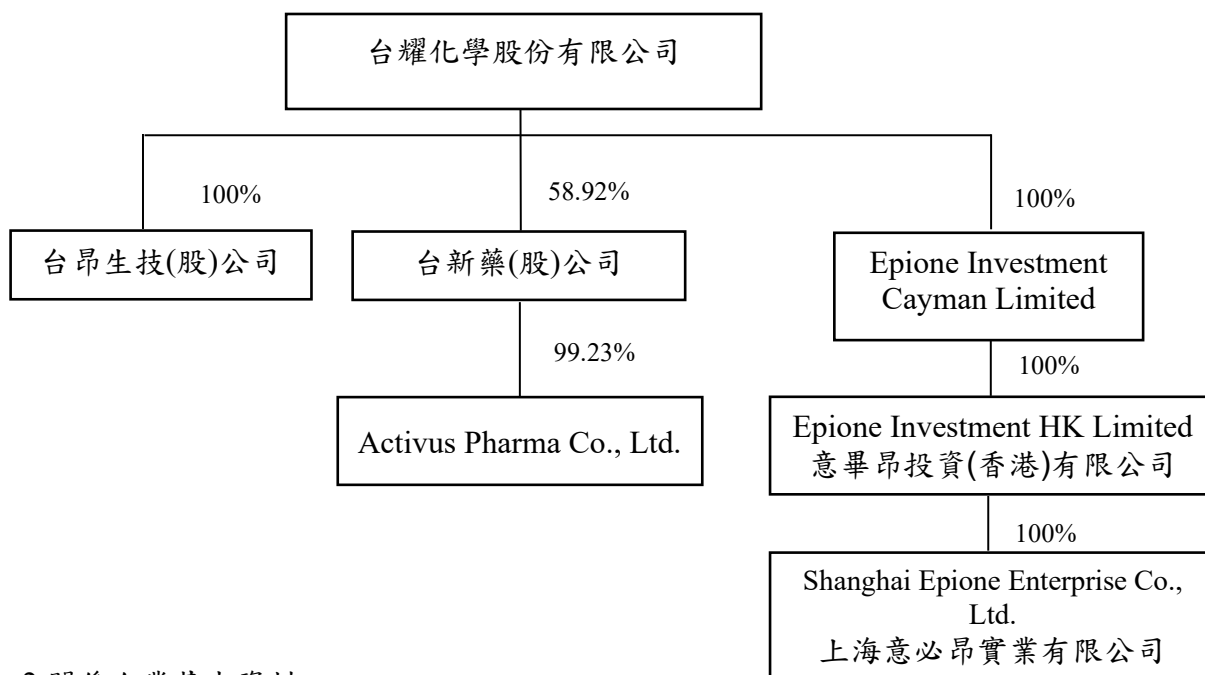 台耀化學股份有限公司
100%
58.92%
100%
台昂生技(股)公司
台新藥(股)公司
Epione Investment
Cayman Limited
99.23%
100%
Activus Pharma Co., Ltd.
Epione Investment HK Limited
意畢昂投資(香港)有限公司
100%
Shanghai Epione Enterprise Co.,
Ltd.
上海意必昂實業有限公司